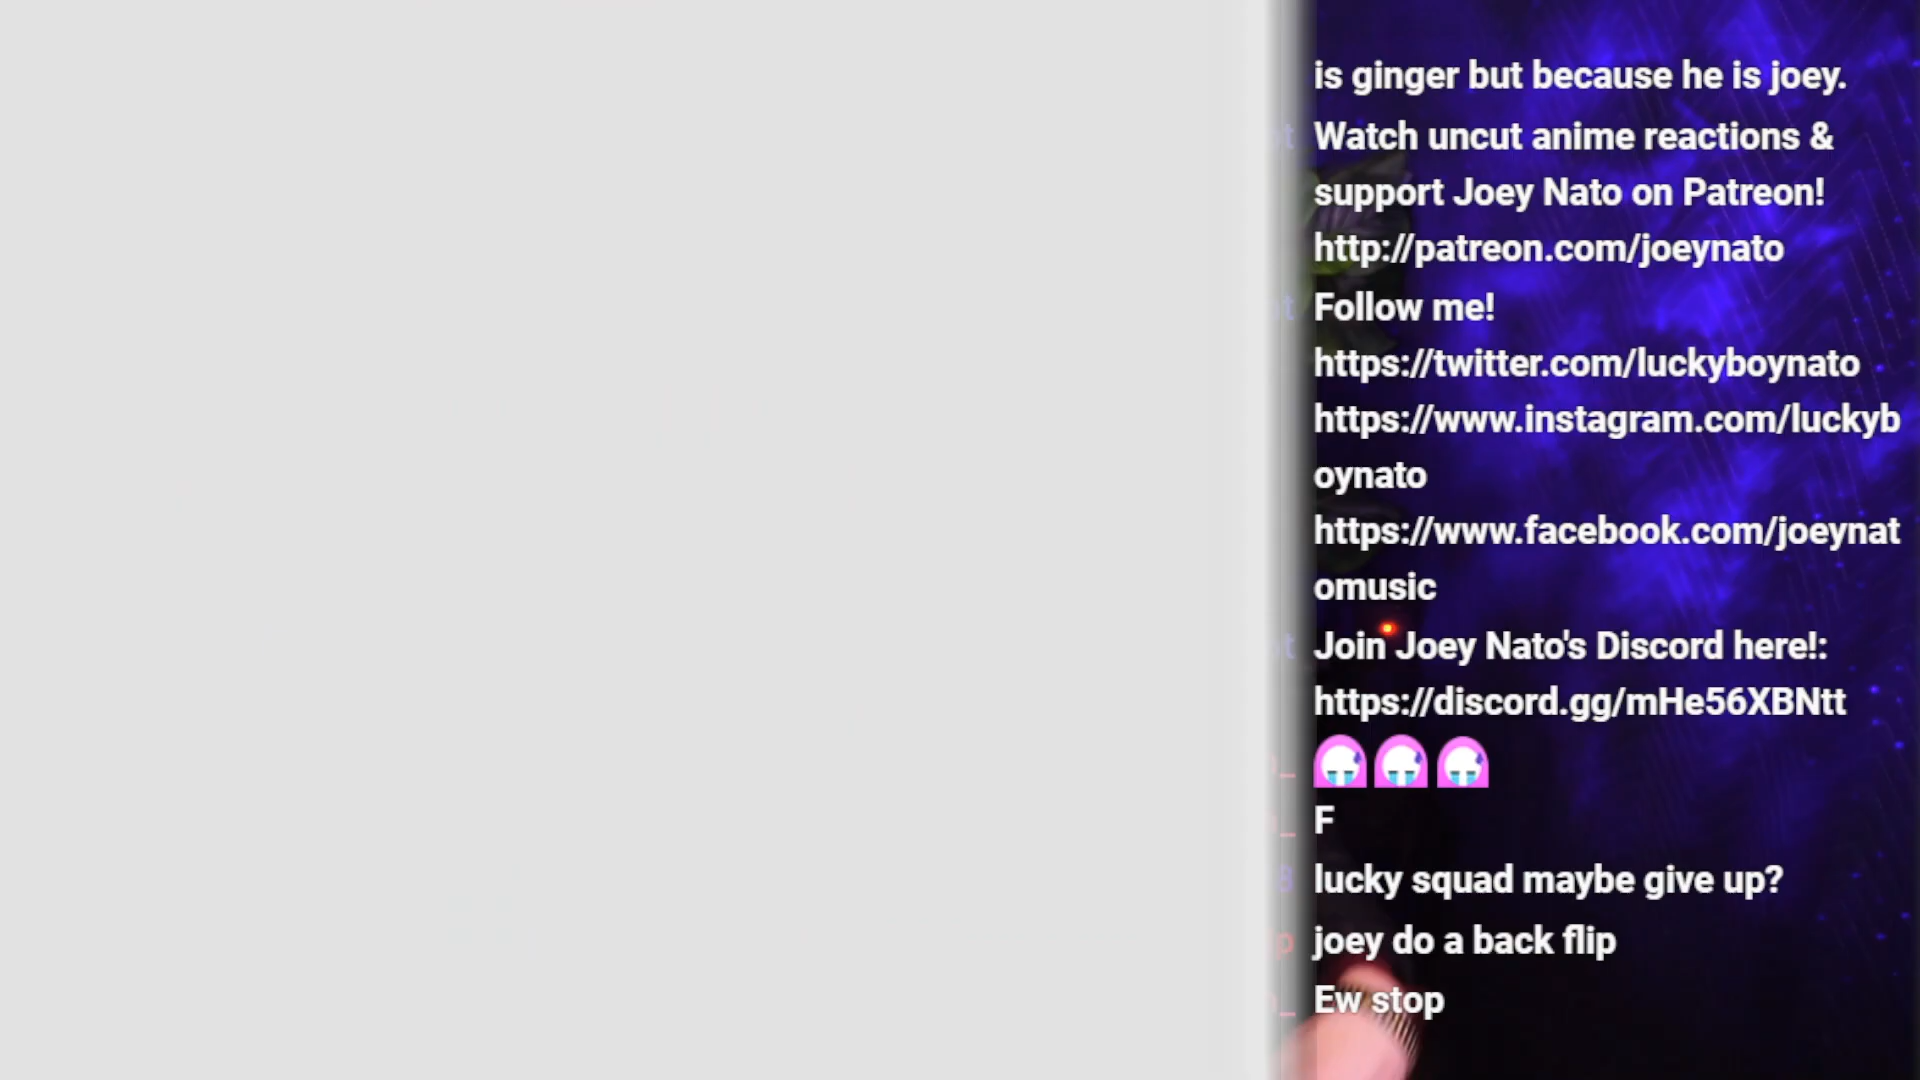 is ginger but because he is joey.
Watch uncut anime reactions &
support Joey Nato on Patreon!
http://patreon.com/joeynato
Follow me!
https://twitter.com/luckyboynato
https://www.instagram.com/luckyb
oynato
https://www.facebook.com/joeynat
omusic
Join Joey Nato's Discord here!:
https://discord.gg/mHe56XBNtt
F
lucky squad maybe give up?
joey do a back flip
Ew stop